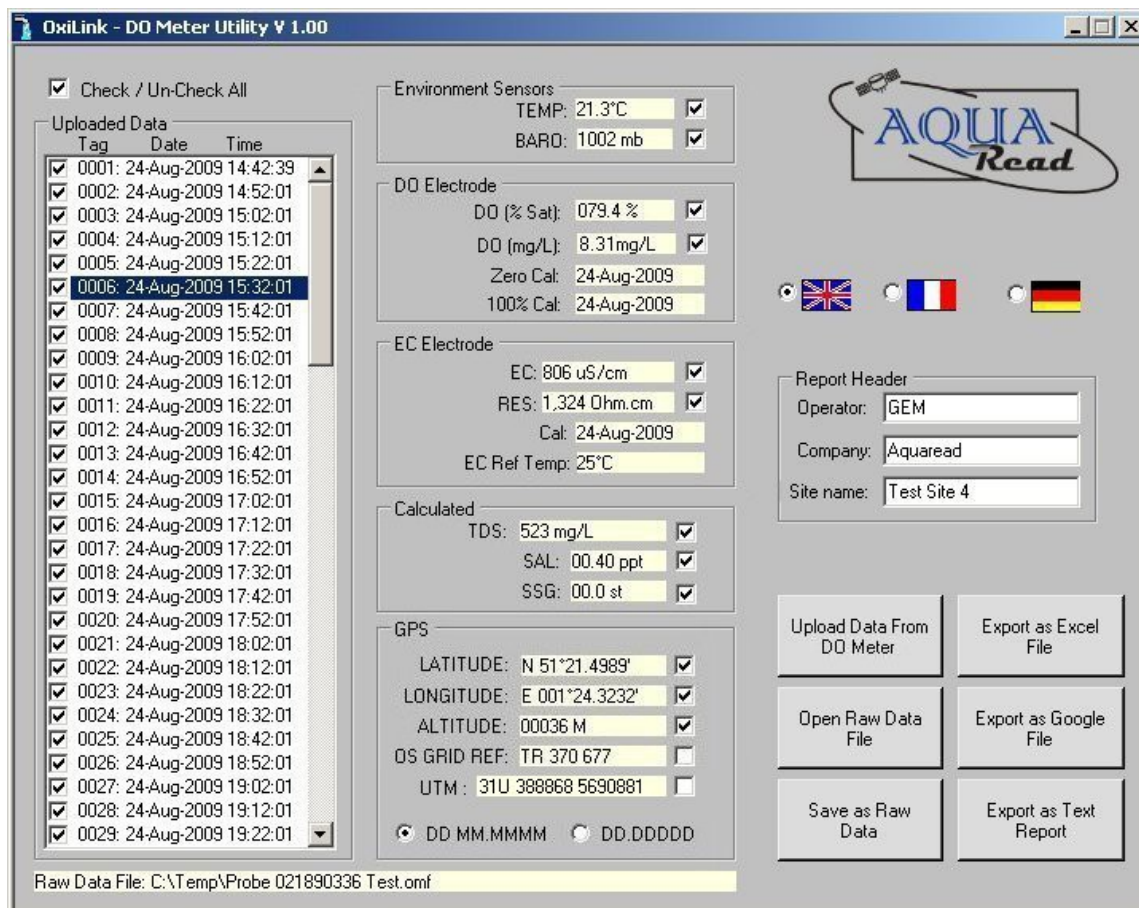 OxiLink - DO Meter Utility V 1.00
Check / Un-Check All
Uploaded Data
Tag Date Time
0001: 24-Aug-2009 14:42:39
0002: 24-Aug-2009 14:52:01
0003: 24-Aug-2009 15:02:01
0004: 24-Aug-2009 15:12:01
0005: 24-Aug-2009 15:22:01
0006: 24-Aug-2009 15:32:01
0007: 24-Aug-2009 15:42:01
0008: 24-Aug-2009 15:52:01
0009: 24-Aug-2009 16:02:01
0010: 24-Aug-2009 16:12:01
0011: 24-Aug-2009 16:22:01
0012: 24-Aug-2009 16:32:01
0013: 24-Aug-2009 16:42:01
0014: 24-Aug-2009 16:52:01
0015: 24-Aug-2009 17:02:01
0016: 24-Aug-2009 17:12:01
0017: 24-Aug-2009 17:22:01
0018: 24-Aug-2009 17:32:01
0019: 24-Aug-2009 17:42:01
0020: 24-Aug-2009 17:52:01
0021: 24-Aug-2009 18:02:01
0022: 24-Aug-2009 18:12:01
0023: 24-Aug-2009 18:22:01
0024: 24-Aug-2009 18:32:01
0025: 24-Aug-2009 18:42:01
0026: 24-Aug-2009 18:52:01
0027: 24-Aug-2009 19:02:01
0028: 24-Aug-2009 19:12:01
0029: 24-Aug-2009 19:22:01
Environment Sensors
TEMP: 21.3°C
BARO: 1002 mb
DO Electrode
DO (% Sat): 079.4 %
DO (mg/L): 8.31mg/L
Zero Cal: 24-Aug-2009
100% Cal: 24-Aug-2009
EC Electrode
EC: 806 uS/cm
RES: 1,324 Ohm.cm
Cal: 24-Aug-2009
EC Ref Temp: 25°C
Calculated
TDS: 523 mg/L
SAL: 00.40 ppt
SSG: 00.0 st
GPS
LATITUDE: N 51°21.4989'
LONGITUDE: E 001°24.3232'
ALTITUDE: 00036 M
OS GRID REF: TR 370 677
UTM : 31U 388868 5690881
DD MM.MMMM DD.DDDDD
AQUA
Read
Report Header
Operator: GEM
Company: Aquaread
Site name: Test Site 4
Upload Data From
DO Meter
Export as Excel
File
Open Raw Data
File
Export as Google
File
Save as Raw
Data
Export as Text
Report
Raw Data File: C:\Temp\Probe 021890336 Test.omf